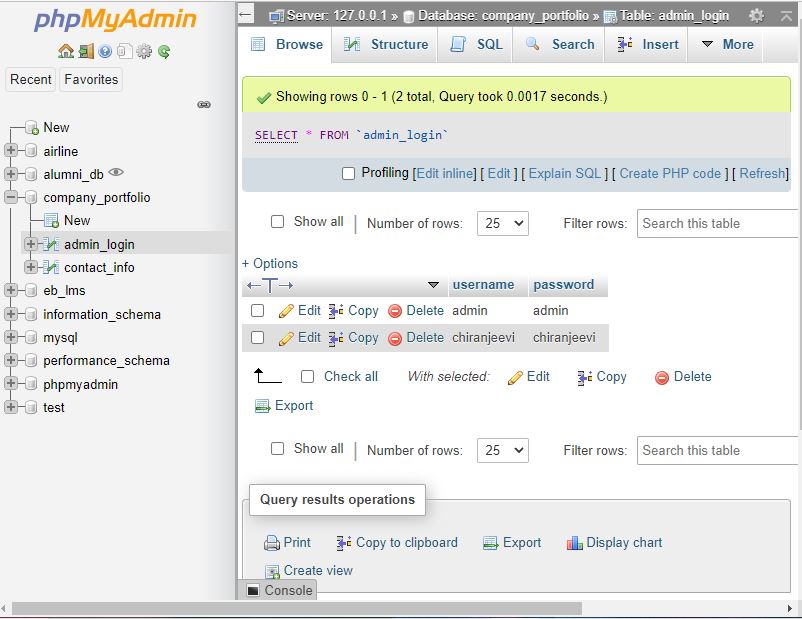 phpMyAdmin
Recent Favorites
New
airline
alumni_db
company_portfolio
New
admin_login
contact_info
eb_lms
information_schema
mysql
performance_schema
phpmyadmin
test
Server: 127.0.0.1 » Database: company_portfolio » Table: admin_login
Browse Structure SQL Search Insert More
Showing rows 0 - 1 (2 total, Query took 0.0017 seconds.)
SELECT * FROM `admin_login`
Profiling [Edit inline] [ Edit ] [ Explain SQL ] [ Create PHP code ] [ Refresh]
Show all | Number of rows: 25 Filter rows: Search this table
+ Options
←T→ username password
Edit Copy Delete admin admin
Edit Copy Delete chiranjeevi chiranjeevi
Check all With selected: Edit Copy Delete
Export
Show all | Number of rows: 25 Filter rows: Search this table
Query results operations
Print Copy to clipboard Export Display chart
Create view
Console